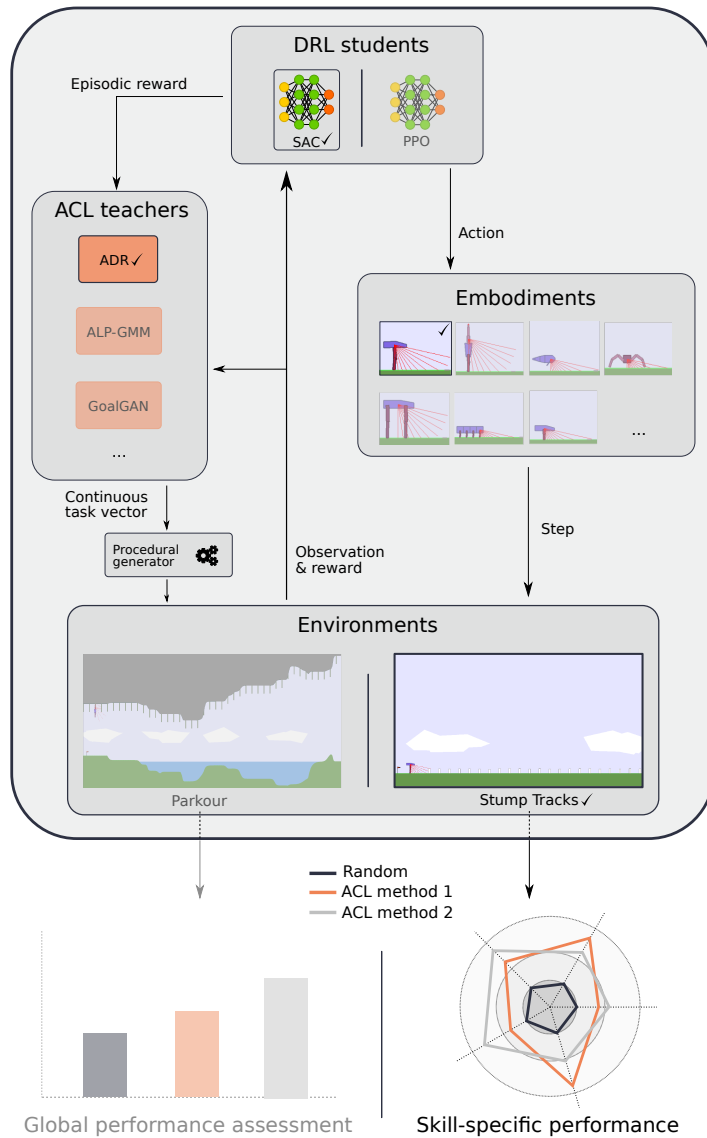 DRL students
SAC✓
PPO
Episodic reward
ACL teachers
ADR✓
ALP-GMM
GoalGAN
...
Action
Embodiments
✓
...
Continuous
task vector
Procedural
generator
Observation
& reward
Step
Environments
Parkour
Stump Tracks✓
Random
ACL method 1
ACL method 2
Global performance assessment
Skill-specific performance